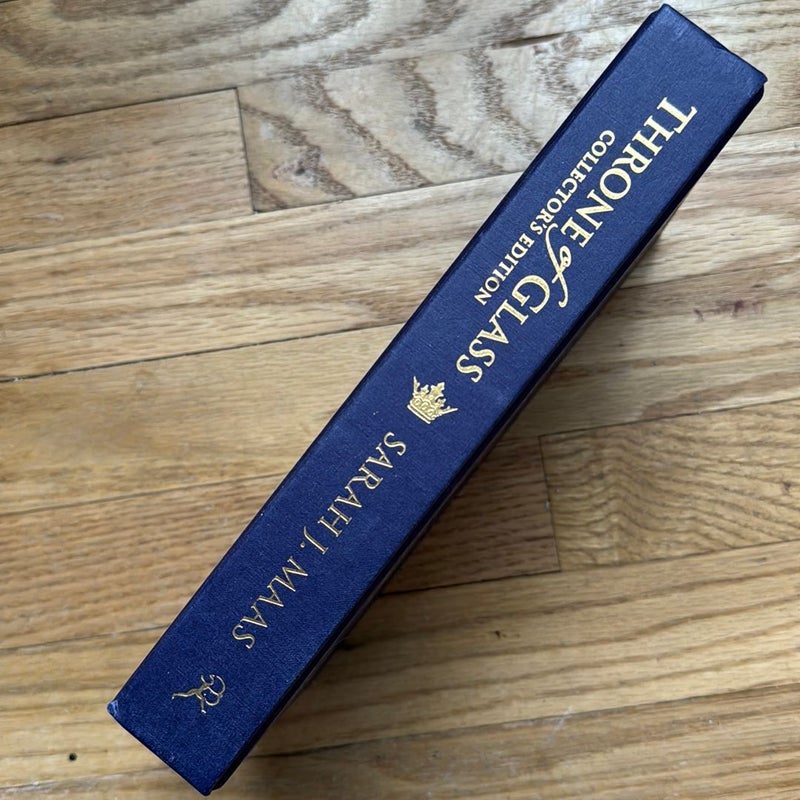 THRONE of GLASS
COLLECTOR'S EDITION
SARAH J. MAAS